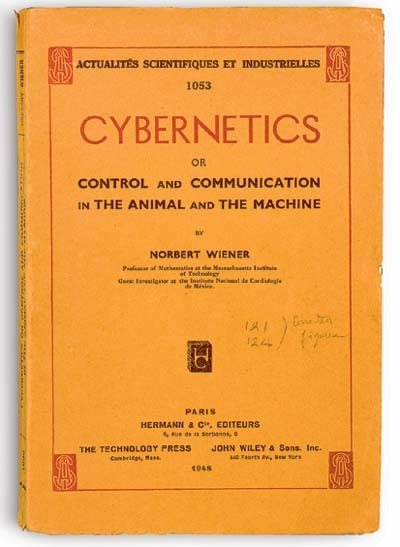 ACTUALITÉS SCIENTIFIQUES ET INDUSTRIELLES
1053
CYBERNETICS
OR
CONTROL AND COMMUNICATION
IN THE ANIMAL AND THE MACHINE
BY
NORBERT WIENER
Professor of Mathematics at the Massachusetts Institute
of Technology
Guest Investigator at the Instituto Nacional de Cardiologia
de México.
121
124
figures
PARIS
HERMANN & Cie, EDITEURS
6, Rue de la Sorbonne, 6
THE TECHNOLOGY PRESS JOHN WILEY & Sons. Inc.
Cambridge, Mass. 440 Fourth Av., New York
1948